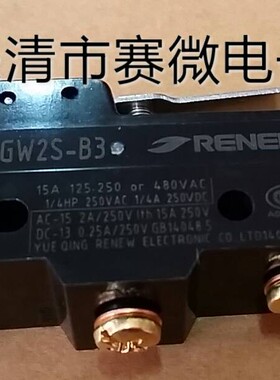 清市赛微电
GW2S-B3
RENEW
15A 125.250 or 480VAC
1/4HP 250VAC 1/4A 250VDC
AC-15 2A/250V Ith 15A 250V
DC-13 0.25A/250V GB14048.5
YUE QING RENEW ELECTRONIC CO.LTD